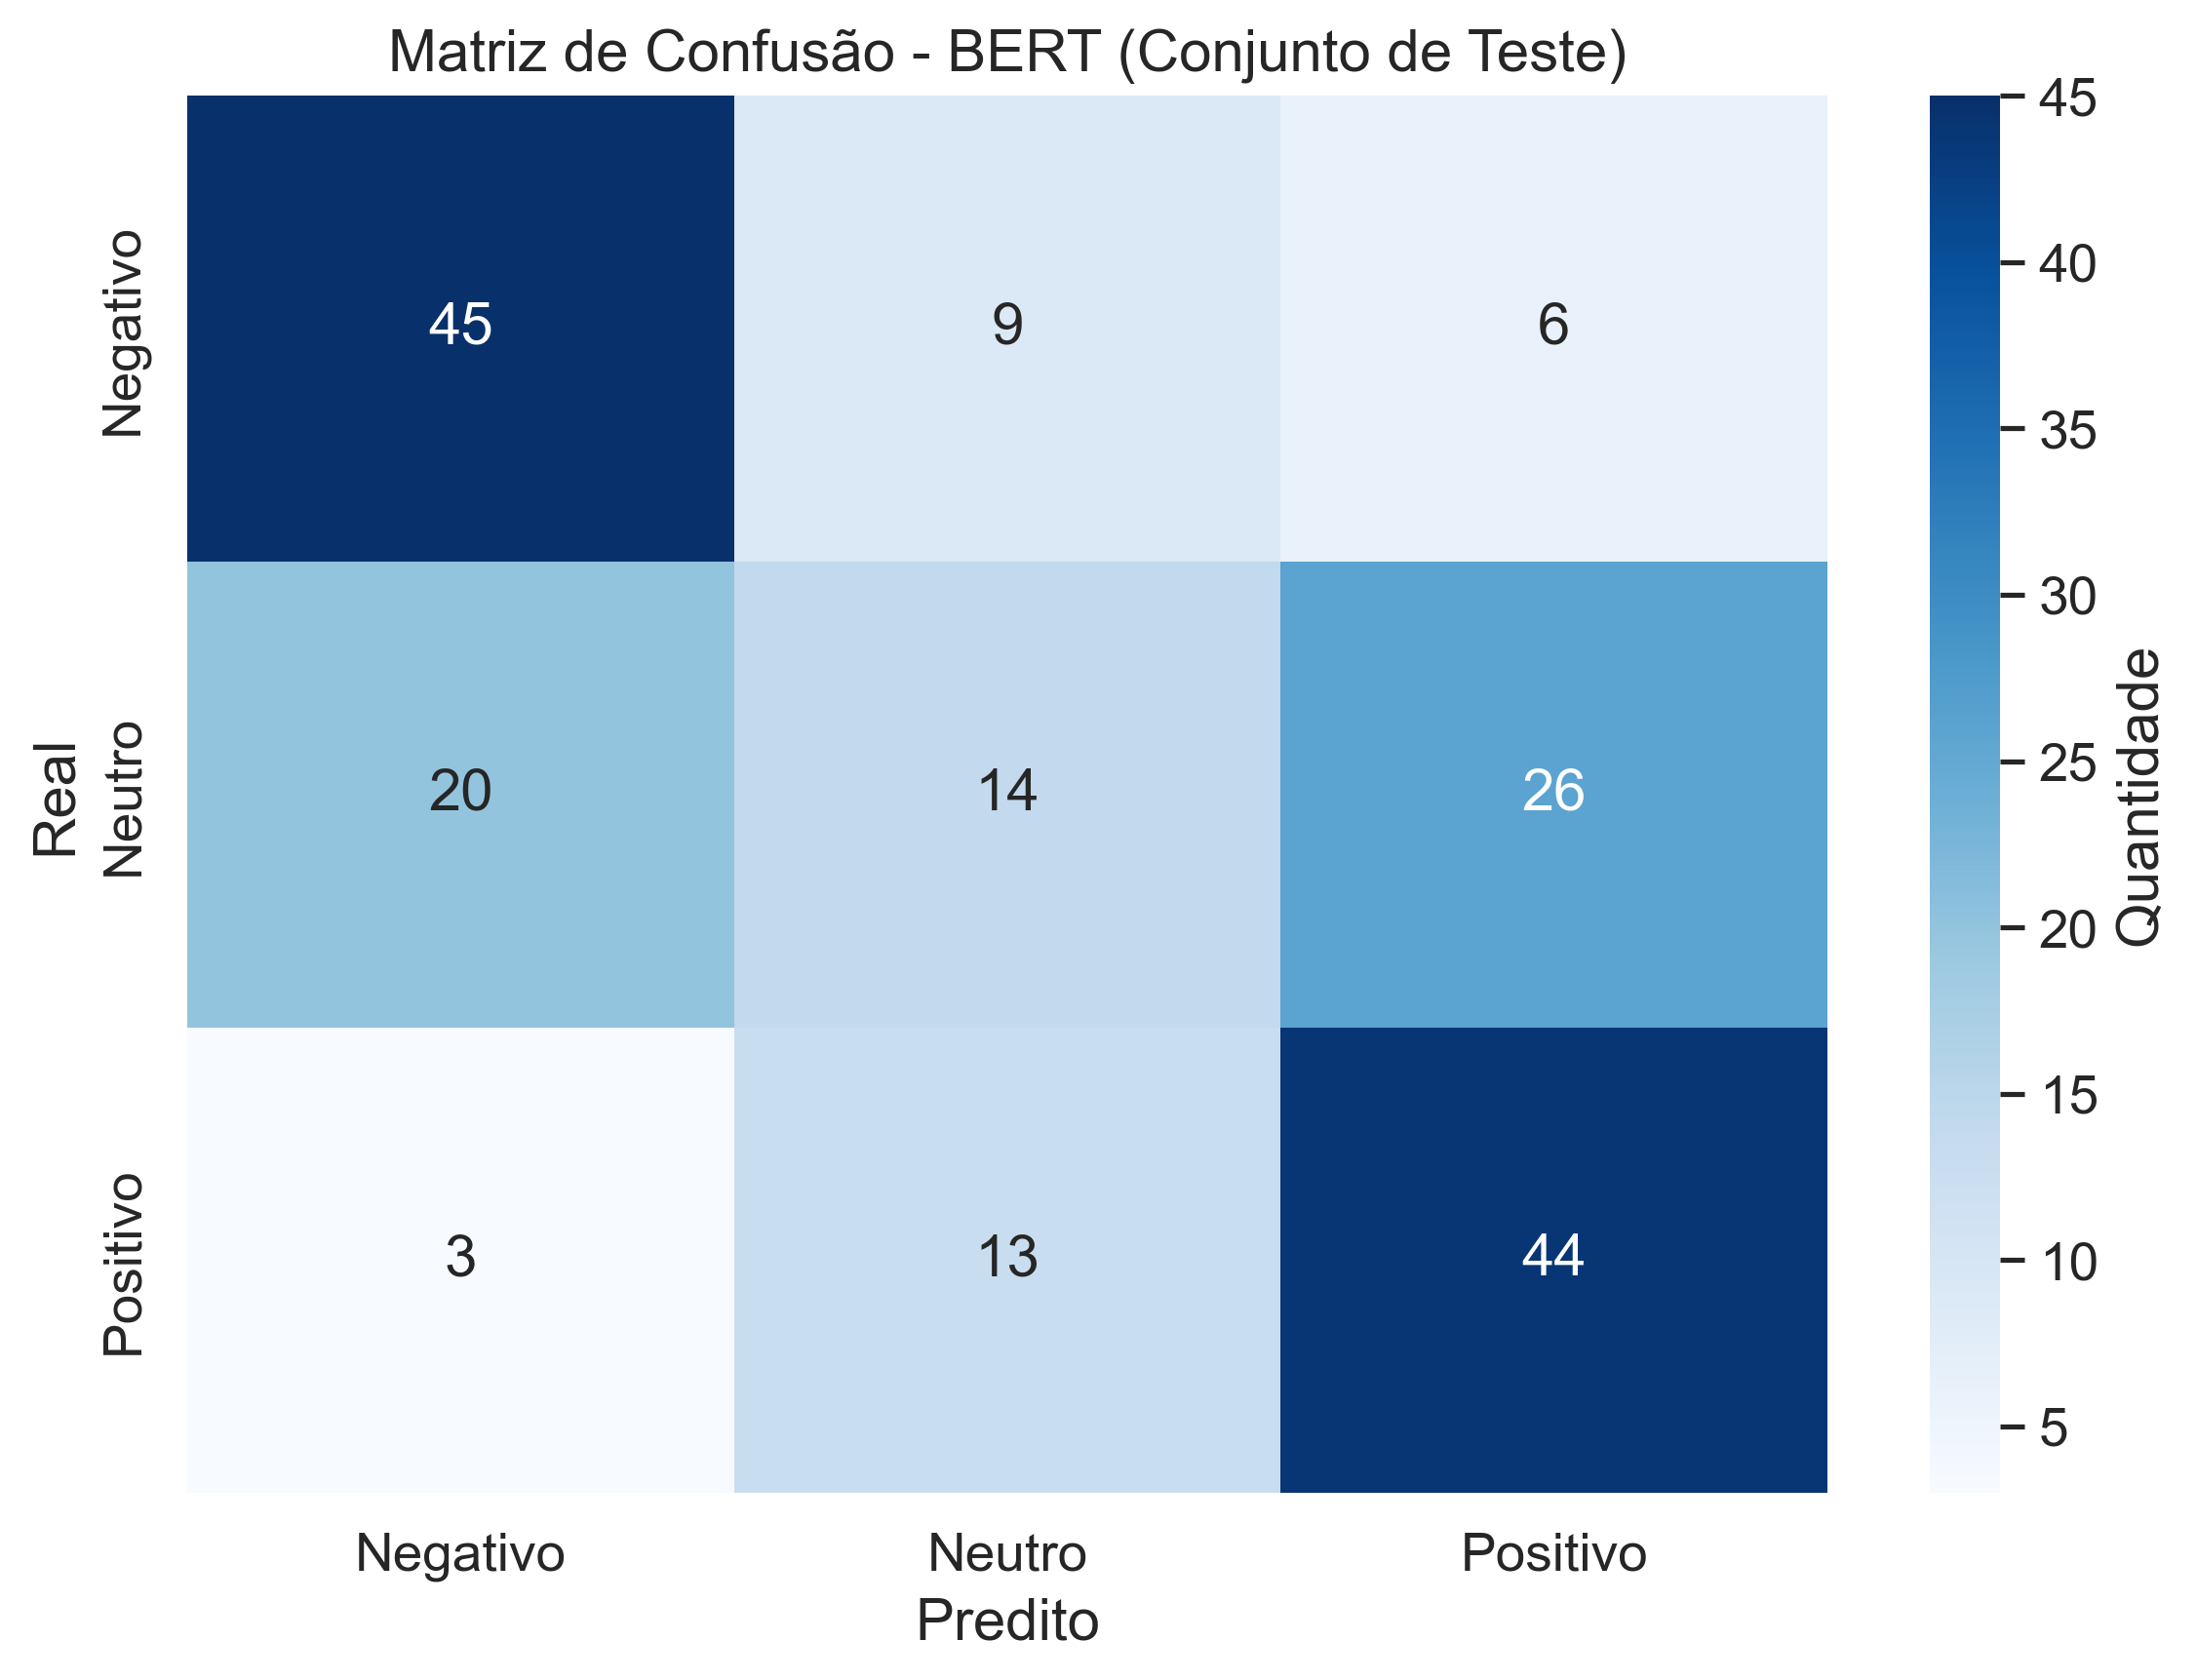 Matriz de Confusão - BERT (Conjunto de Teste)
Real
Negativo
45
9
6
Neutro
20
14
26
Positivo
3
13
44
Negativo
Neutro
Positivo
Predito
45
40
35
30
25
20
15
10
5
Quantidade